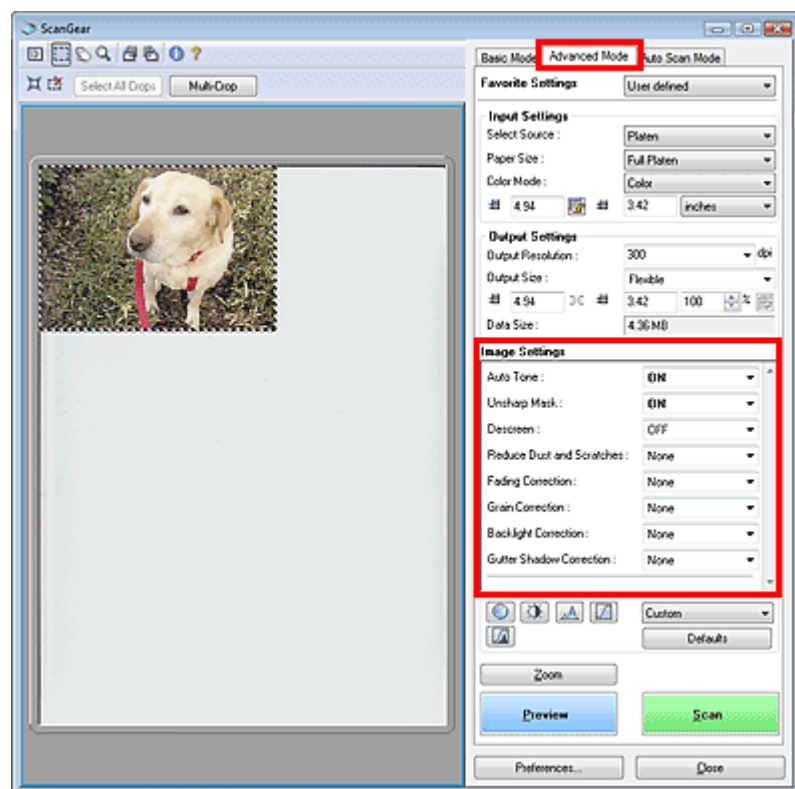 ScanGear
Basic Mode Advanced Mode Auto Scan Mode
Select All Crops Multi-Crop
Favorite Settings User defined
Input Settings
Select Source : Platen
Paper Size : Full Platen
Color Mode : Color
4.94 3.42 inches
Output Settings
Output Resolution : 300 dpi
Output Size : Flexible
4.94 3.42 100 %
Data Size : 4.36 MB
Image Settings
Auto Tone : ON
Unsharp Mask : ON
Descreen : OFF
Reduce Dust and Scratches : None
Fading Correction : None
Grain Correction : None
Backlight Correction : None
Gutter Shadow Correction : None
Custom
Defaults
Zoom
Preview Scan
Preferences... Close